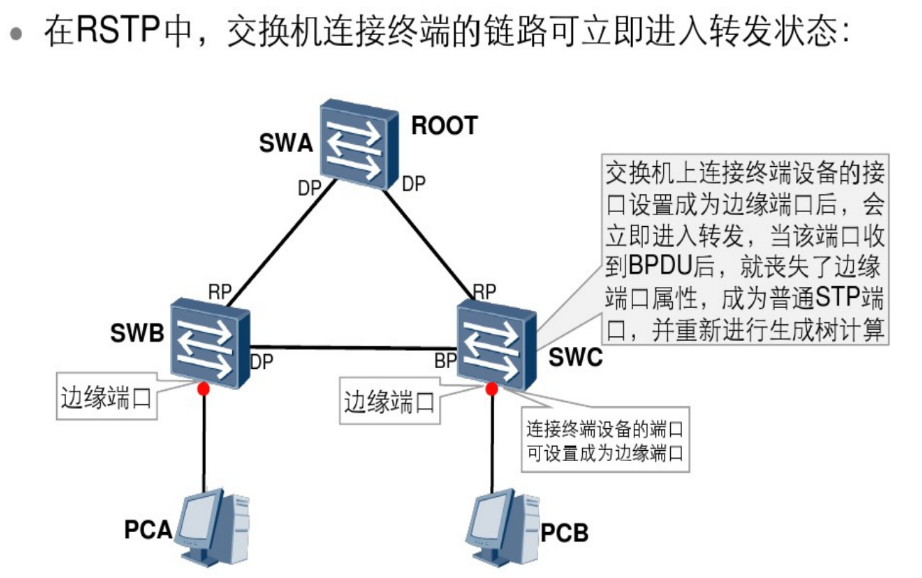 在RSTP中，交换机连接终端的链路可立即进入转发状态：
ROOT
SWA
DP
DP
交换机上连接终端设备的接
口设置成为边缘端口后，会
立即进入转发，当该端口收
到BPDU后，就丧失了边缘
端口属性，成为普通STP端
口，并重新进行生成树计算
RP
RP
SWB
DP
BP
SWC
边缘端口
边缘端口
连接终端设备的端口
可设置成为边缘端口
PCA
PCB